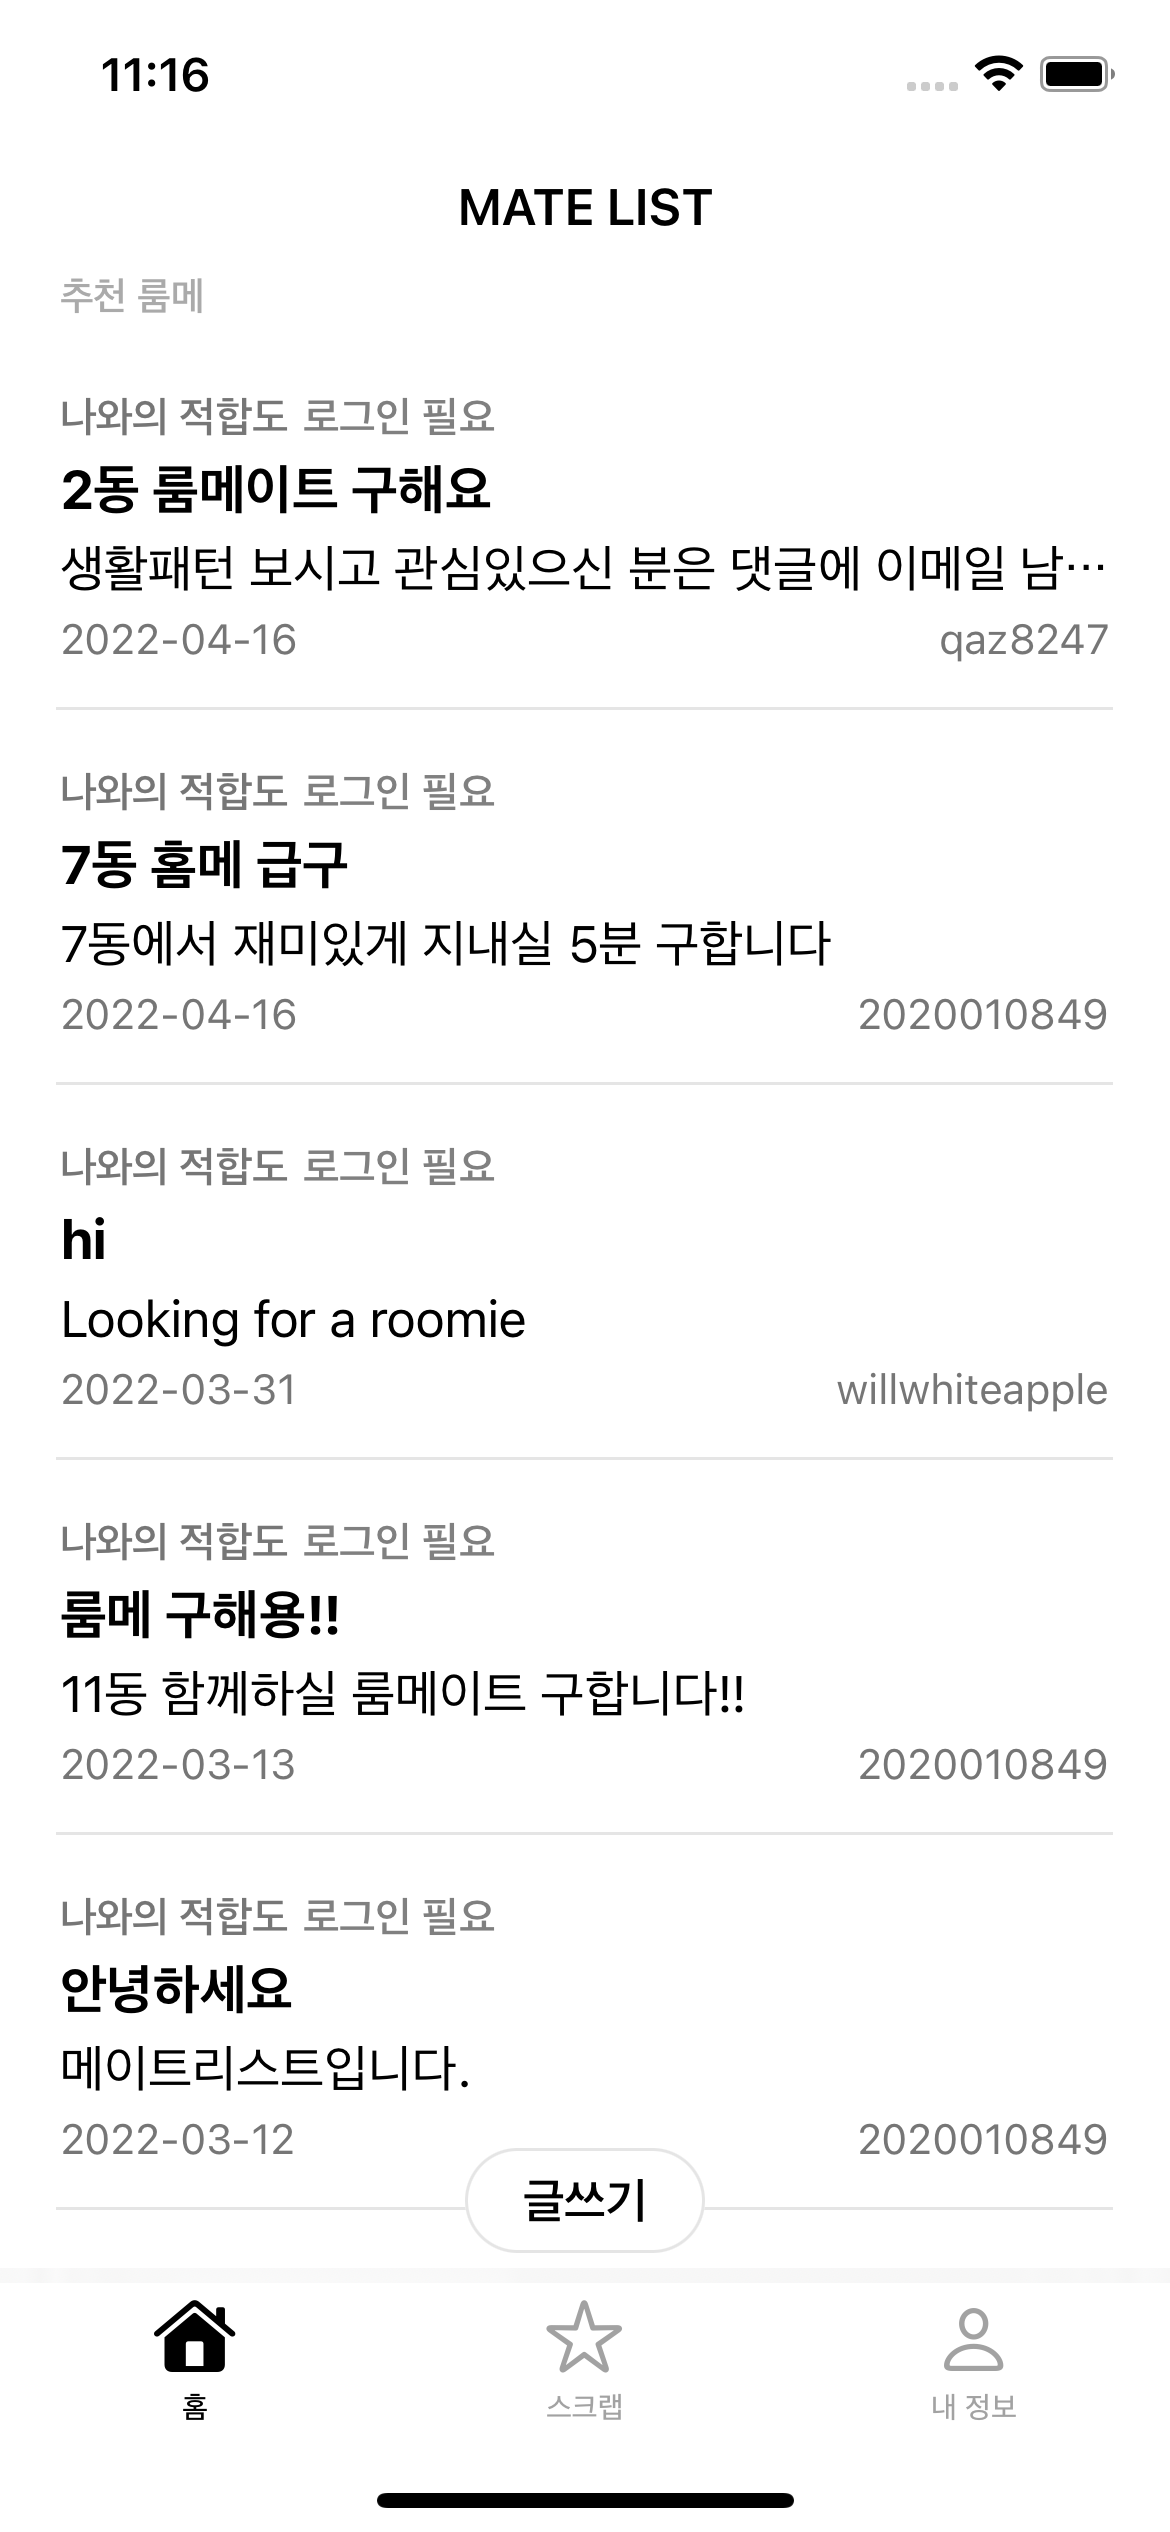 11:16
MATE LIST
추천 룸메
나와의 적합도 로그인 필요
2동 룸메이트 구해요
생활패턴 보시고 관심있으신 분은 댓글에 이메일 남…
2022-04-16 qaz8247
나와의 적합도 로그인 필요
7동 홈메 급구
7동에서 재미있게 지내실 5분 구합니다
2022-04-16 2020010849
나와의 적합도 로그인 필요
hi
Looking for a roomie
2022-03-31 willwhiteapple
나와의 적합도 로그인 필요
룸메 구해용!!
11동 함께하실 룸메이트 구합니다!!
2022-03-13 2020010849
나와의 적합도 로그인 필요
안녕하세요
메이트리스트입니다.
2022-03-12 2020010849
글쓰기
홈 스크랩 내 정보